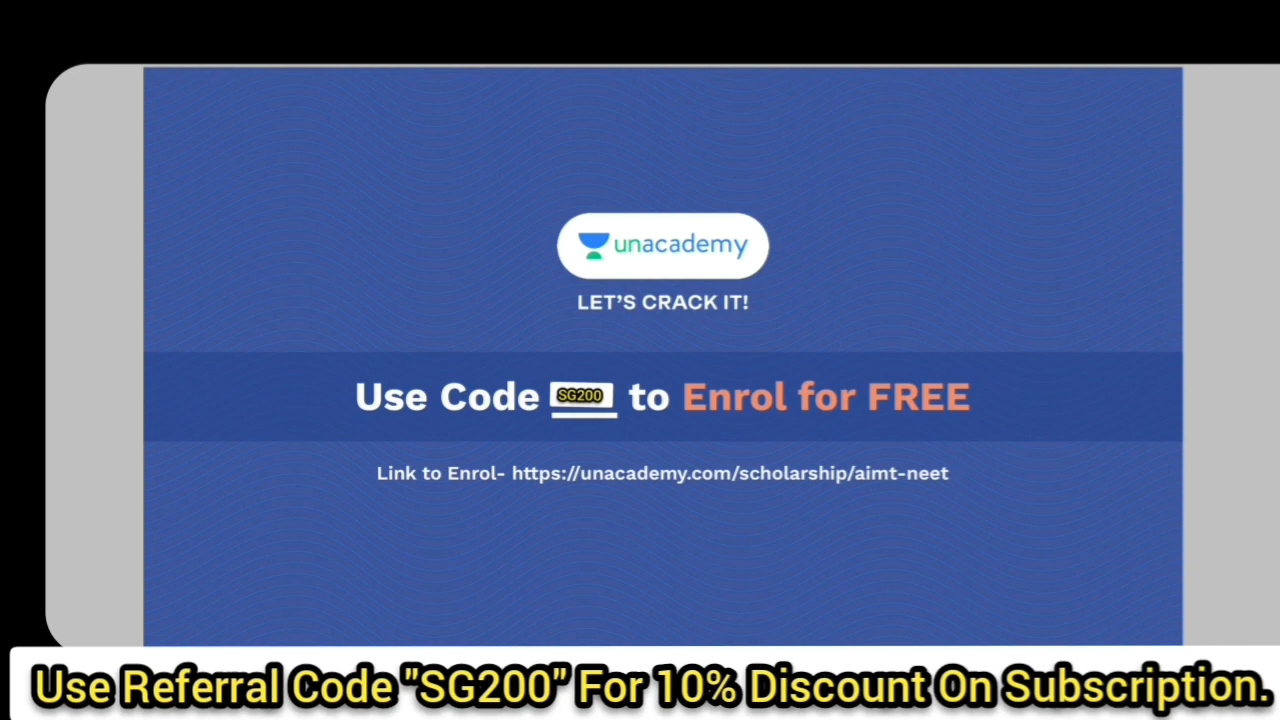 unacademy
LET'S CRACK IT!
Use Code SG200 to Enrol for FREE
Link to Enrol- https://unacademy.com/scholarship/aimt-neet
Use Referral Code "SG200" For 10% Discount On Subscription.